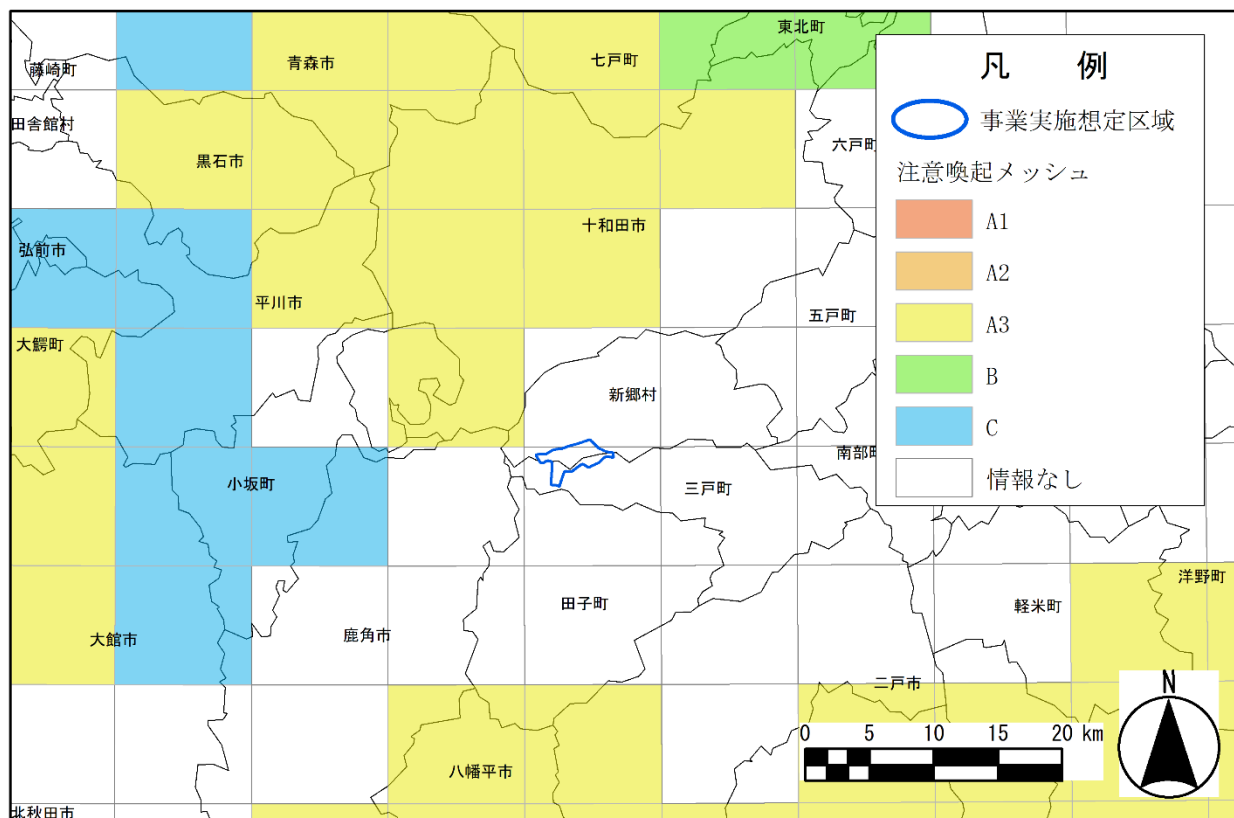 東北町
青森市
七戸町
藤崎町
田舎館村
黒石市
六戸町
弘前市
十和田市
平川市
五戸町
大鰐町
新郷村
南部町
小坂町
三戸町
洋野町
田子町
軽米町
大館市
鹿角市
二戸市
八幡平市
北秋田市
凡 例
事業実施想定区域
注意喚起メッシュ
A1
A2
A3
B
C
情報なし
N
0 5 10 15 20 km